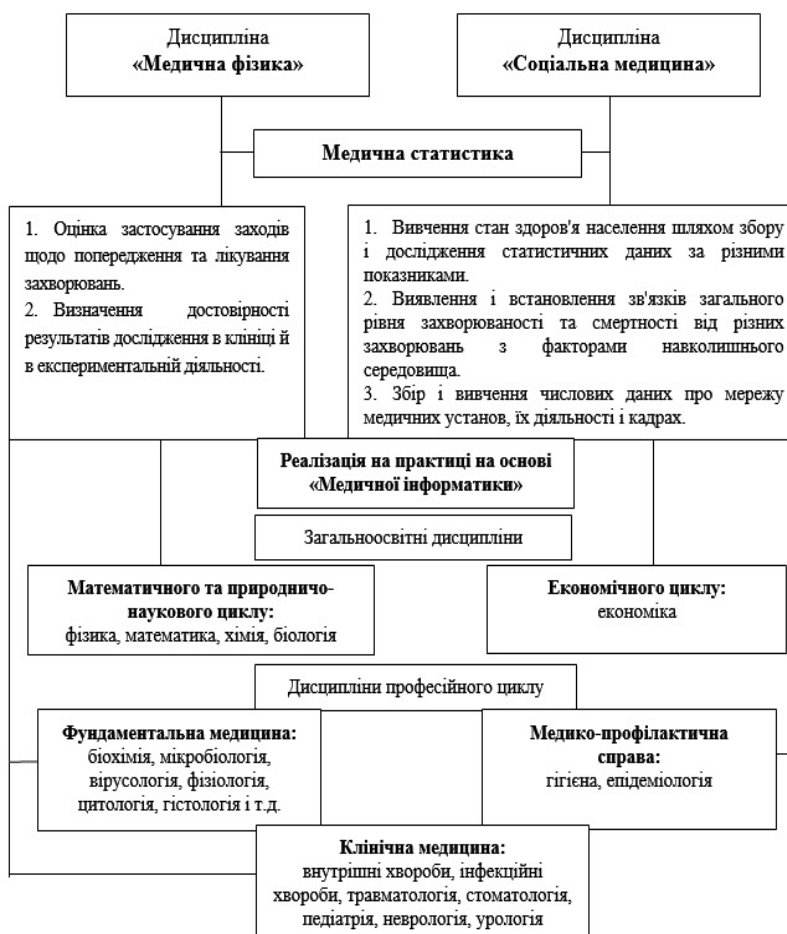 Дисципліна
«Медична фізика»
Дисципліна
«Соціальна медицина»
Медична статистика
1. Оцінка застосування заходів
щодо попередження та лікування
захворювань.
2. Визначення достовірності
результатів дослідження в клініці й
в експериментальній діяльності.
1. Вивчення стан здоров'я населення шляхом збору
і дослідження статистичних даних за різними
показниками.
2. Виявлення і встановлення зв'язків загального
рівня захворюваності та смертності від різних
захворювань з факторами навколишнього
середовища.
3. Збір і вивчення числових даних про мережу
медичних установ, їх діяльності і кадрах.
Реалізація на практиці на основі
«Медичної інформатики»
Загальноосвітні дисципліни
Математичного та природничо-
наукового циклу:
фізика, математика, хімія, біологія
Економічного циклу:
економіка
Дисципліни професійного циклу
Фундаментальна медицина:
біохімія, мікробіологія,
вірусологія, фізіологія,
цитологія, гістологія і т.д.
Медико-профілактична
справа:
гігієна, епідеміологія
Клінічна медицина:
внутрішні хвороби, інфекційні
хвороби, травматологія, стоматологія,
педіатрія, неврологія, урологія